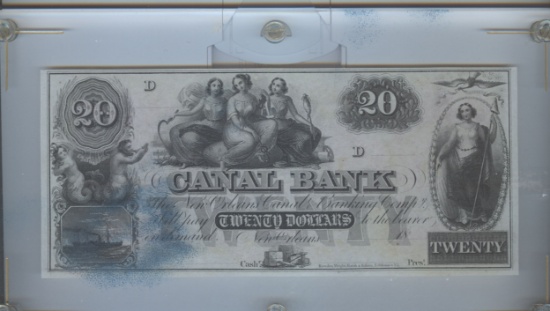 20
D
20
D
CANAL BANK
The New Orleans Canal & Banking Comp.y
Will pay TWENTY DOLLARS to the bearer
on demand New Orleans 18
TWENTY
Cash.r Pres.t